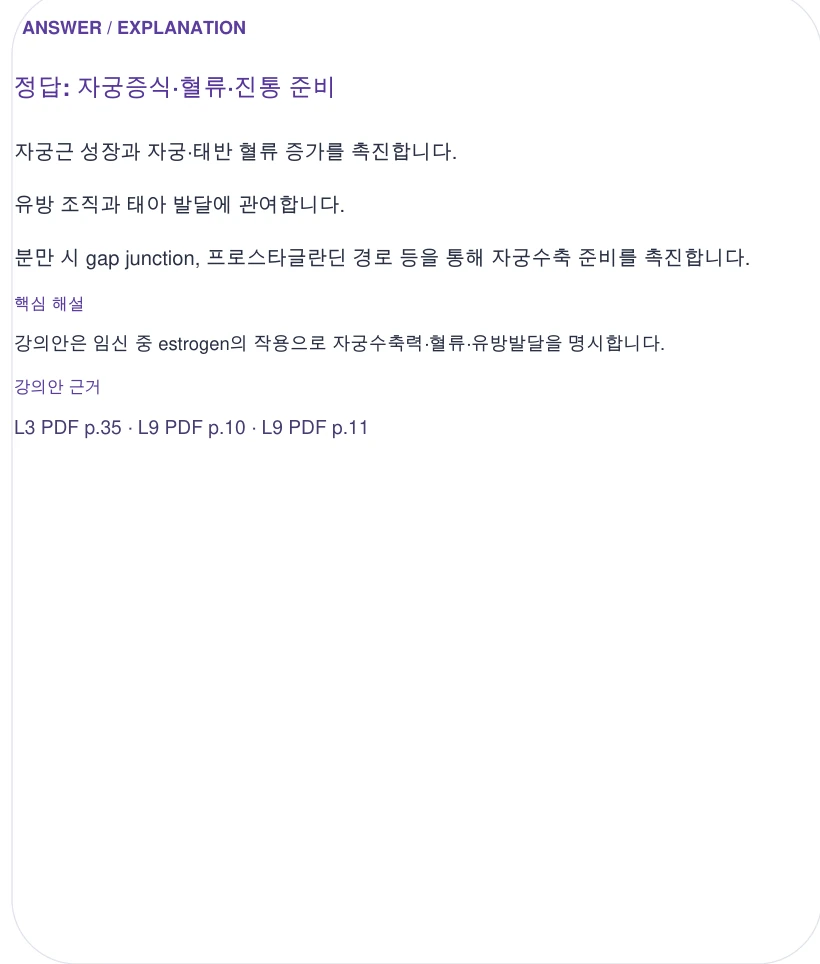 ANSWER / EXPLANATION
정답: 자궁증식·혈류·진통 준비
자궁근 성장과 자궁·태반 혈류 증가를 촉진합니다.
유방 조직과 태아 발달에 관여합니다.
분만 시 gap junction, 프로스타글란딘 경로 등을 통해 자궁수축 준비를 촉진합니다.
핵심 해설
강의안은 임신 중 estrogen의 작용으로 자궁수축력·혈류·유방발달을 명시합니다.
강의안 근거
L3 PDF p.35 · L9 PDF p.10 · L9 PDF p.11